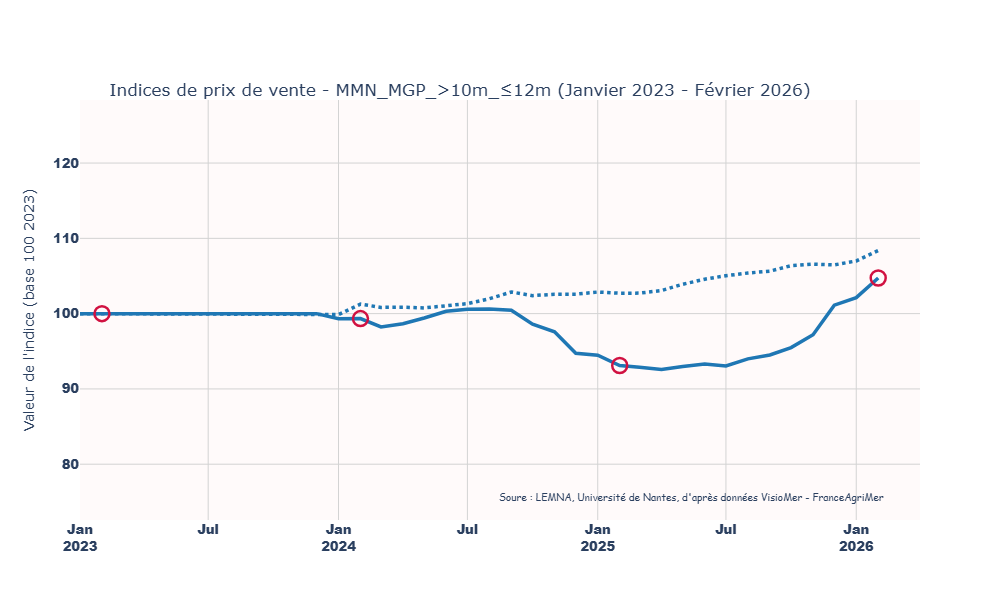 Indices de prix de vente - MMN_MGP_>10m_≤12m (Janvier 2023 - Février 2026)
Valeur de l'indice (base 100 2023)
120
110
100
90
80
Soure : LEMNA, Université de Nantes, d'après données VisioMer - FranceAgriMer
Jan Jul Jan Jul Jan Jul Jan
2023 2024 2025 2026